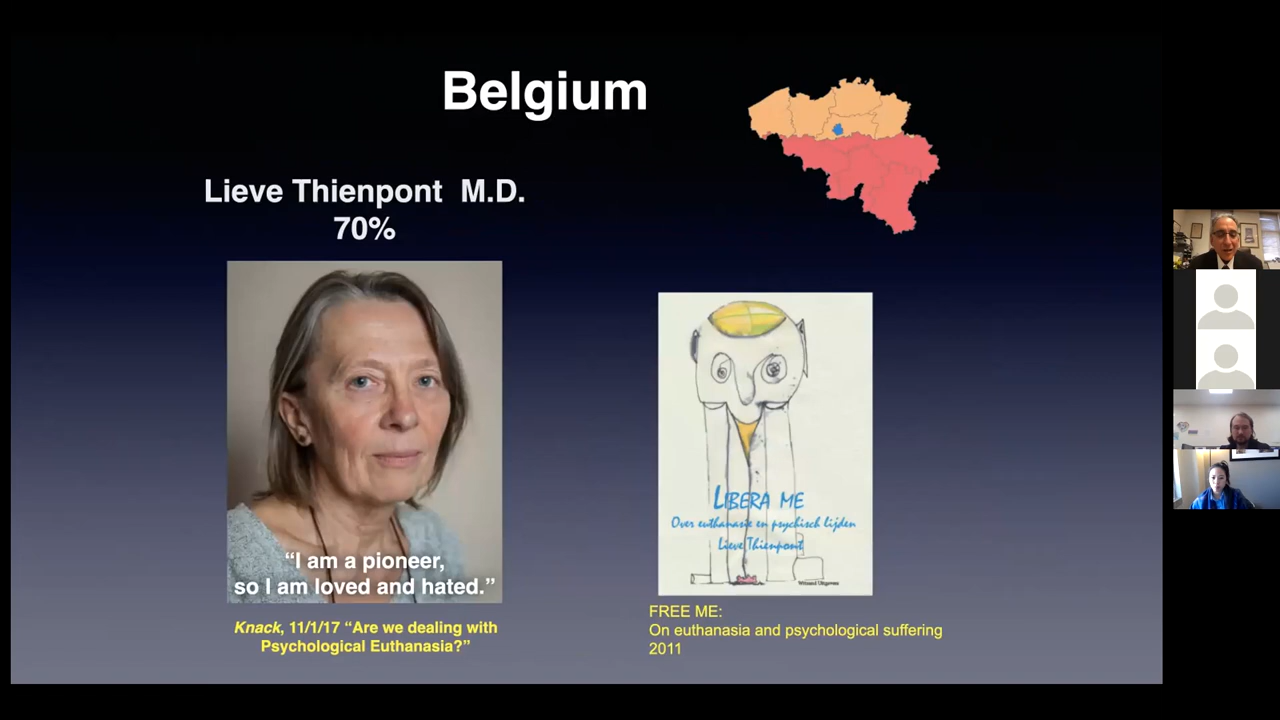 Belgium
Lieve Thienpont M.D.
70%
“I am a pioneer,
so I am loved and hated.”
Knack, 11/1/17 “Are we dealing with
Psychological Euthanasia?”
LIBERA ME
Over euthanasie en psychisch lijden
Lieve Thienpont
Witsand Uitgevers
FREE ME:
On euthanasia and psychological suffering
2011